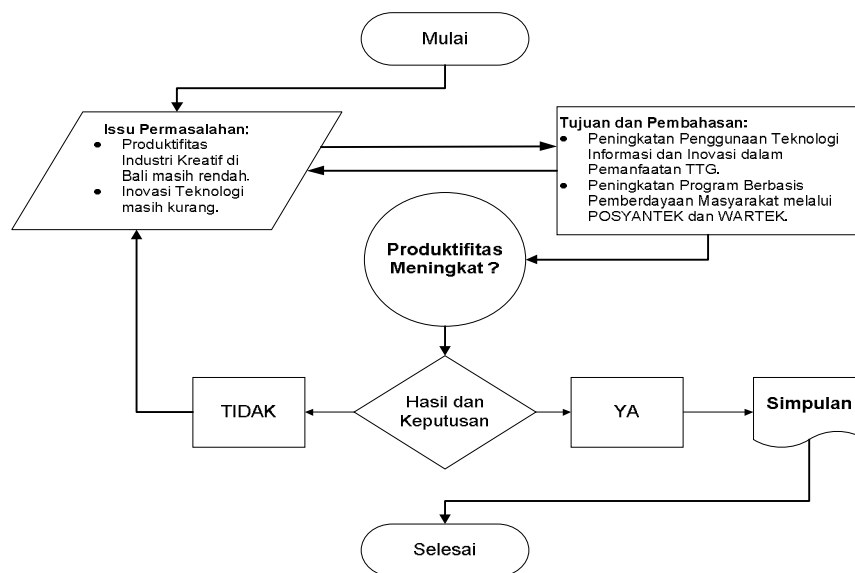 Mulai
Issu Permasalahan:
• Produktifitas
Industri Kreatif di
Bali masih rendah.
• Inovasi Teknologi
masih kurang.
Tujuan dan Pembahasan:
• Peningkatan Penggunaan Teknologi
Informasi dan Inovasi dalam
Pemanfaatan TTG.
• Peningkatan Program Berbasis
Pemberdayaan Masyarakat melalui
POSYANTEK dan WARTEK.
Produktifitas
Meningkat ?
TIDAK
Hasil dan
Keputusan
YA
Simpulan
Selesai